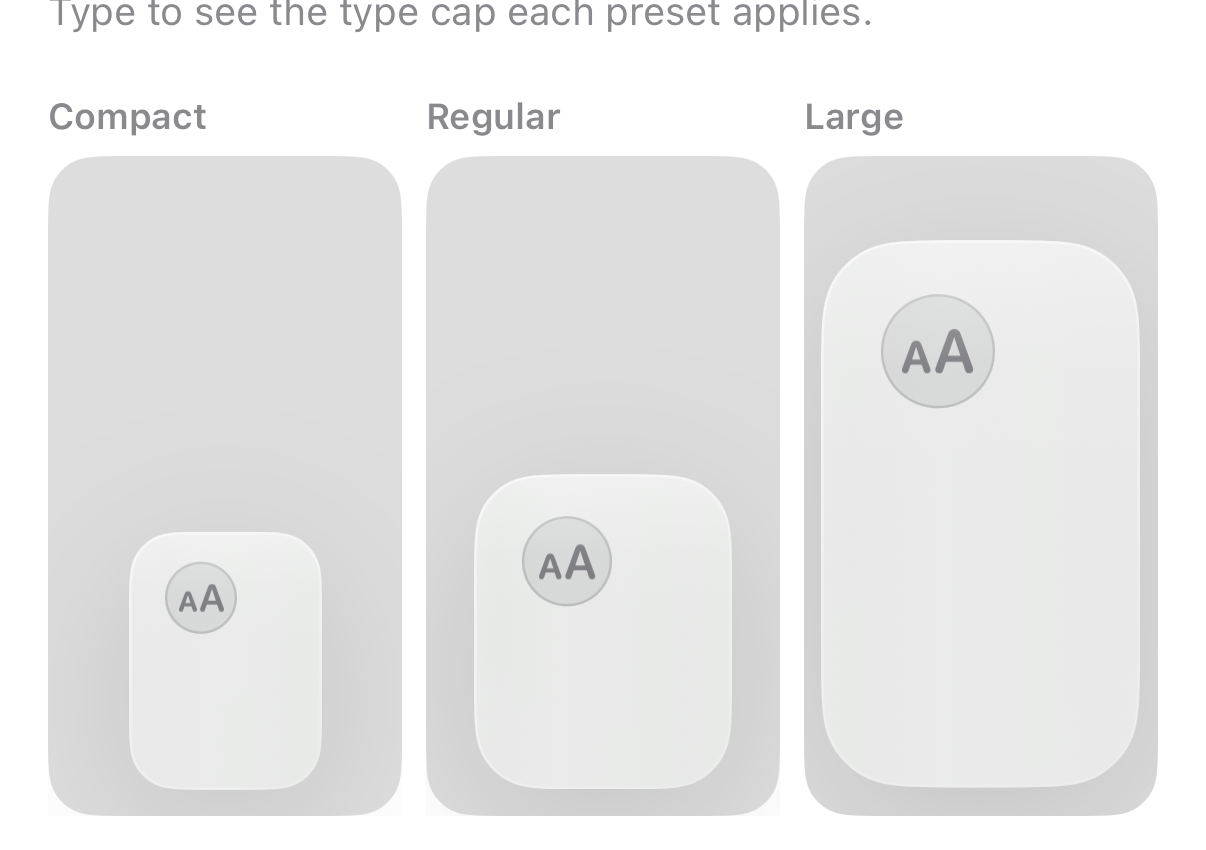 Type to see the type cap each preset applies.
Compact Regular Large
AA AA AA